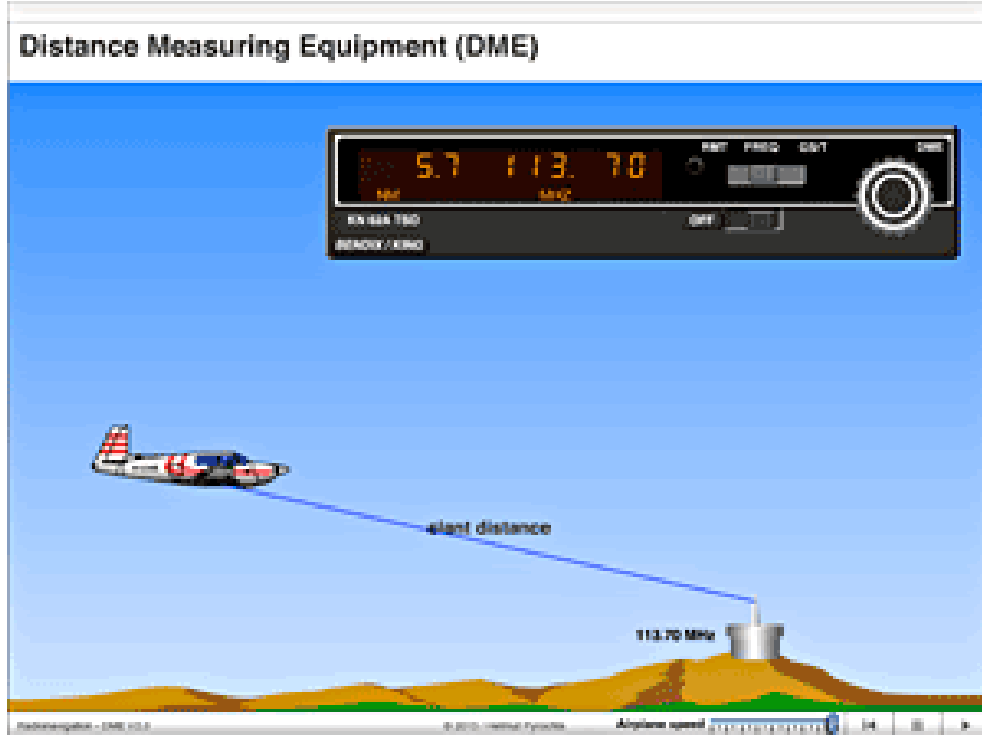 Distance Measuring Equipment (DME)
RMT FREQ GS/T DME
5.7 113. 70
NM MHZ
OFF
BENDIX / KING
slant distance
113.70 MHz
Airplane speed